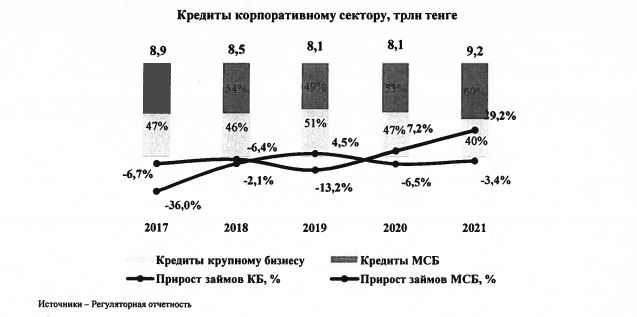 Кредиты корпоративному сектору, трлн тенге
8,9 8,5 8,1 8,1 9,2
54% 49% 53% 60%
47% 46% 51% 47% 40%
-6,4% 4,5% 7,2% 29,2%
-6,7% -2,1% -13,2% -6,5% -3,4%
-36,0%
2017 2018 2019 2020 2021
Кредиты крупному бизнесу Кредиты МСБ
Прирост займов КБ, % Прирост займов МСБ, %
Источники – Регуляторная отчетность